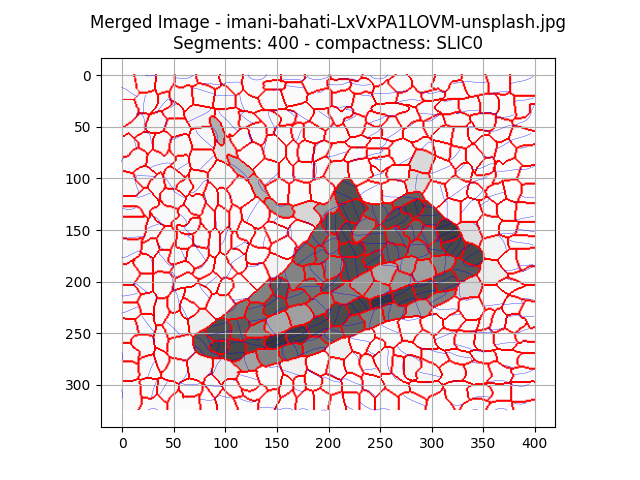 Merged Image - imani-bahati-LxVxPA1LOVM-unsplash.jpg
Segments: 400 - compactness: SLIC0
0
50
100
150
200
250
300
0 50 100 150 200 250 300 350 400